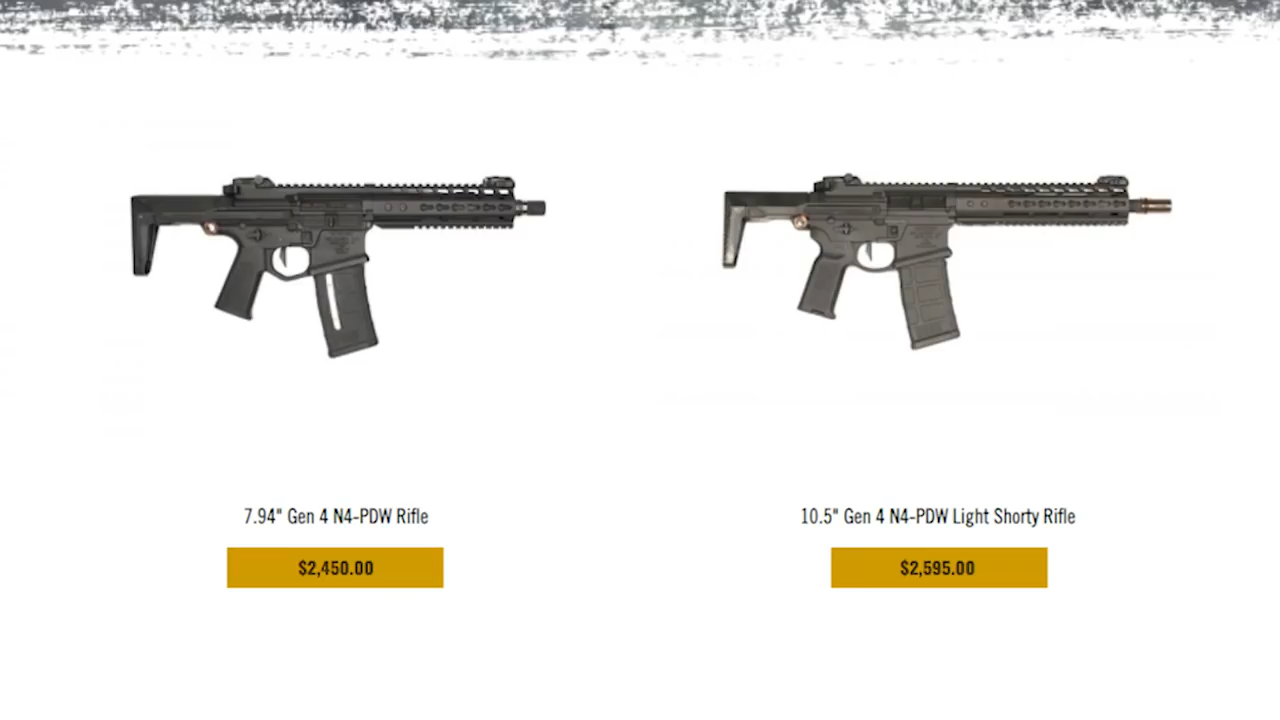 7.94" Gen 4 N4-PDW Rifle
10.5" Gen 4 N4-PDW Light Shorty Rifle
$2,450.00
$2,595.00